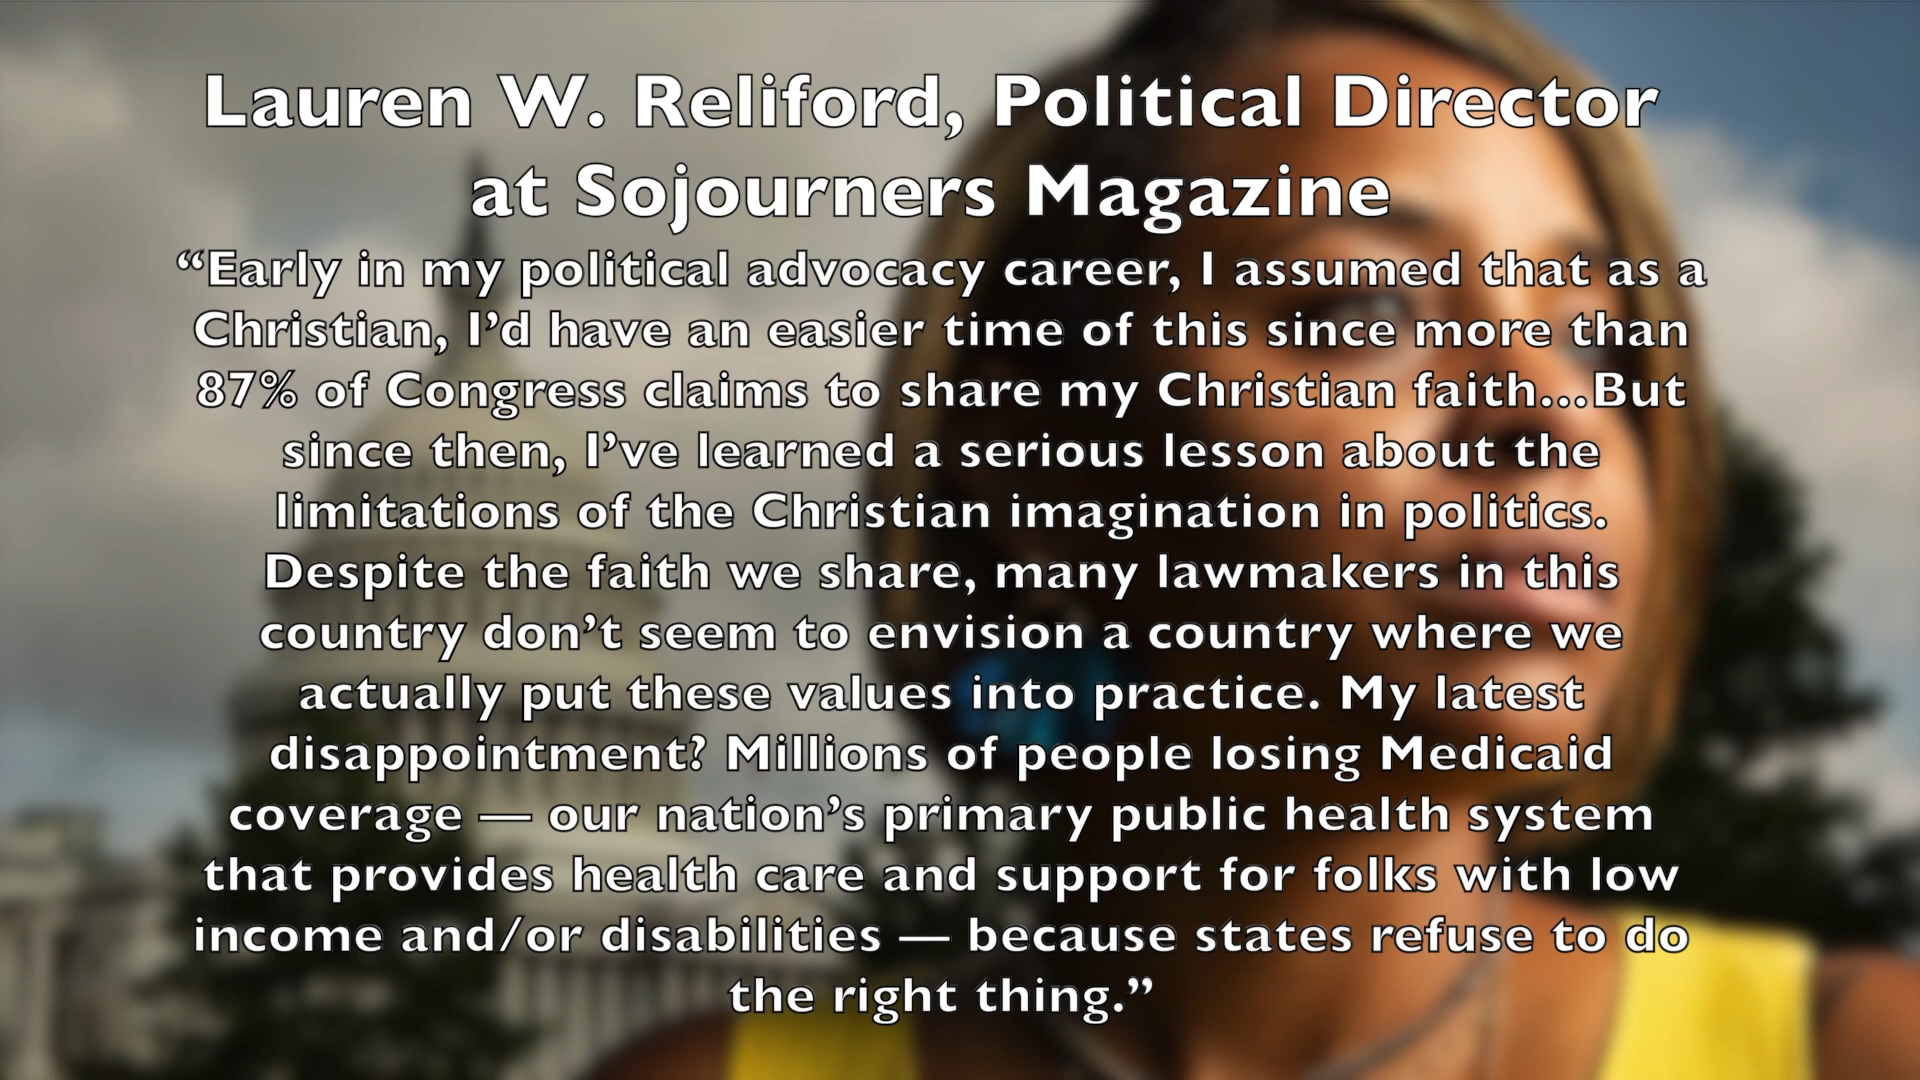 Lauren W. Reliford, Political Director
at Sojourners Magazine
“Early in my political advocacy career, I assumed that as a
Christian, I’d have an easier time of this since more than
87% of Congress claims to share my Christian faith...But
since then, I’ve learned a serious lesson about the
limitations of the Christian imagination in politics.
Despite the faith we share, many lawmakers in this
country don’t seem to envision a country where we
actually put these values into practice. My latest
disappointment? Millions of people losing Medicaid
coverage — our nation’s primary public health system
that provides health care and support for folks with low
income and/or disabilities — because states refuse to do
the right thing.”